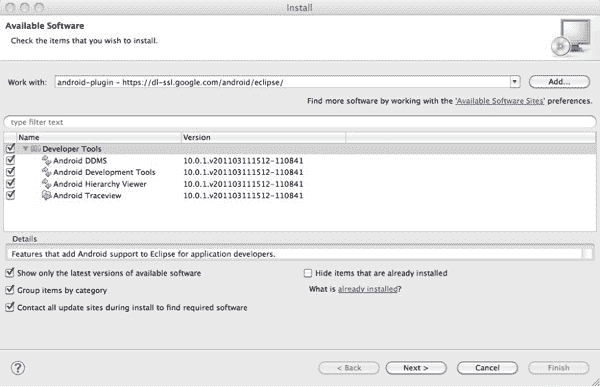 Install
Available Software
Check the items that you wish to install.
Work with: android-plugin - https://dl-ssl.google.com/android/eclipse/ Add...
Find more software by working with the 'Available Software Sites' preferences.
type filter text
Name Version
Developer Tools
Android DDMS 10.0.1.v201103111512-110841
Android Development Tools 10.0.1.v201103111512-110841
Android Hierarchy Viewer 10.0.1.v201103111512-110841
Android Traceview 10.0.1.v201103111512-110841
Details
Features that add Android support to Eclipse for application developers.
Show only the latest versions of available software Hide items that are already installed
Group items by category What is already installed?
Contact all update sites during install to find required software
? < Back Next > Cancel Finish